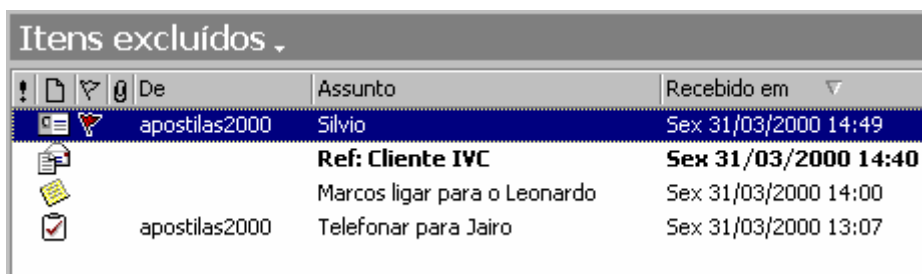 Itens excluídos
! De Assunto Recebido em
apostilas2000 Silvio Sex 31/03/2000 14:49
Ref: Cliente IVC Sex 31/03/2000 14:40
Marcos ligar para o Leonardo Sex 31/03/2000 14:00
apostilas2000 Telefonar para Jairo Sex 31/03/2000 13:07